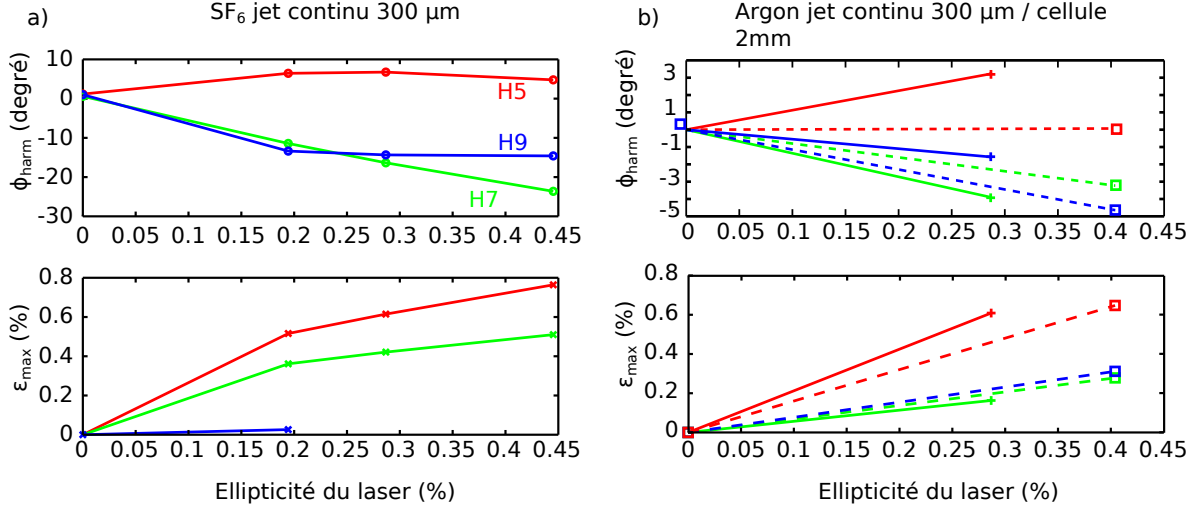 a)
SF6 jet continu 300 µm
10
0
-10
-20
-30
ϕharm (degré)
H5
H9
H7
0 0.05 0.1 0.15 0.2 0.25 0.3 0.35 0.4 0.45
0.8
0.6
0.4
0.2
0
εmax (%)
0 0.05 0.1 0.15 0.2 0.25 0.3 0.35 0.4 0.45
Ellipticité du laser (%)
b)
Argon jet continu 300 µm / cellule
2mm
3
1
-1
-3
-5
ϕharm (degré)
0 0.05 0.1 0.15 0.2 0.25 0.3 0.35 0.4 0.45
0.8
0.6
0.4
0.2
0
εmax (%)
0 0.05 0.1 0.15 0.2 0.25 0.3 0.35 0.4 0.45
Ellipticité du laser (%)